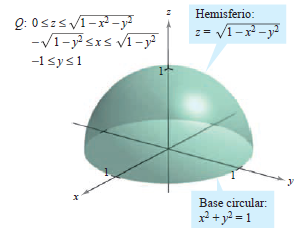 Q: 0 ≤ z ≤ √1 − x² − y²
−√1 − y² ≤ x ≤ √1 − y²
−1 ≤ y ≤ 1
z
Hemisferio:
z = √1 − x² − y²
1
1
1
x
y
Base circular:
x² + y² = 1